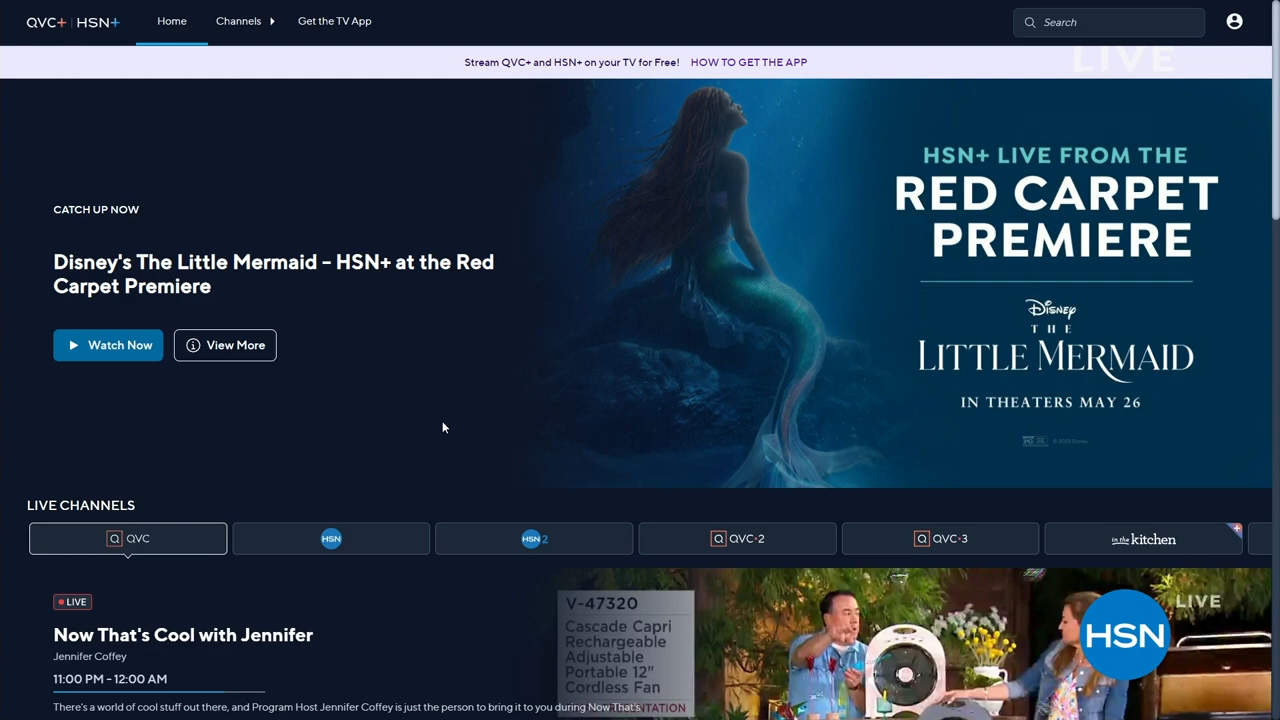 QVC+ | HSN+
Home
Channels
Get the TV App
Search
Stream QVC+ and HSN+ on your TV for Free! HOW TO GET THE APP
LIVE
CATCH UP NOW
Disney's The Little Mermaid - HSN+ at the Red
Carpet Premiere
Watch Now
View More
HSN+ LIVE FROM THE
RED CARPET
PREMIERE
Disney
THE
LITTLE MERMAID
IN THEATERS MAY 26
© 2023 Disney
LIVE CHANNELS
Q QVC
HSN
HSN 2
Q QVC•2
Q QVC•3
in the kitchen
LIVE
Now That's Cool with Jennifer
Jennifer Coffey
11:00 PM - 12:00 AM
There's a world of cool stuff out there, and Program Host Jennifer Coffey is just the person to bring it to you during Now That's
V-47320
Cascade Capri
Rechargeable
Adjustable
Portable 12"
Cordless Fan
LIVE
HSN